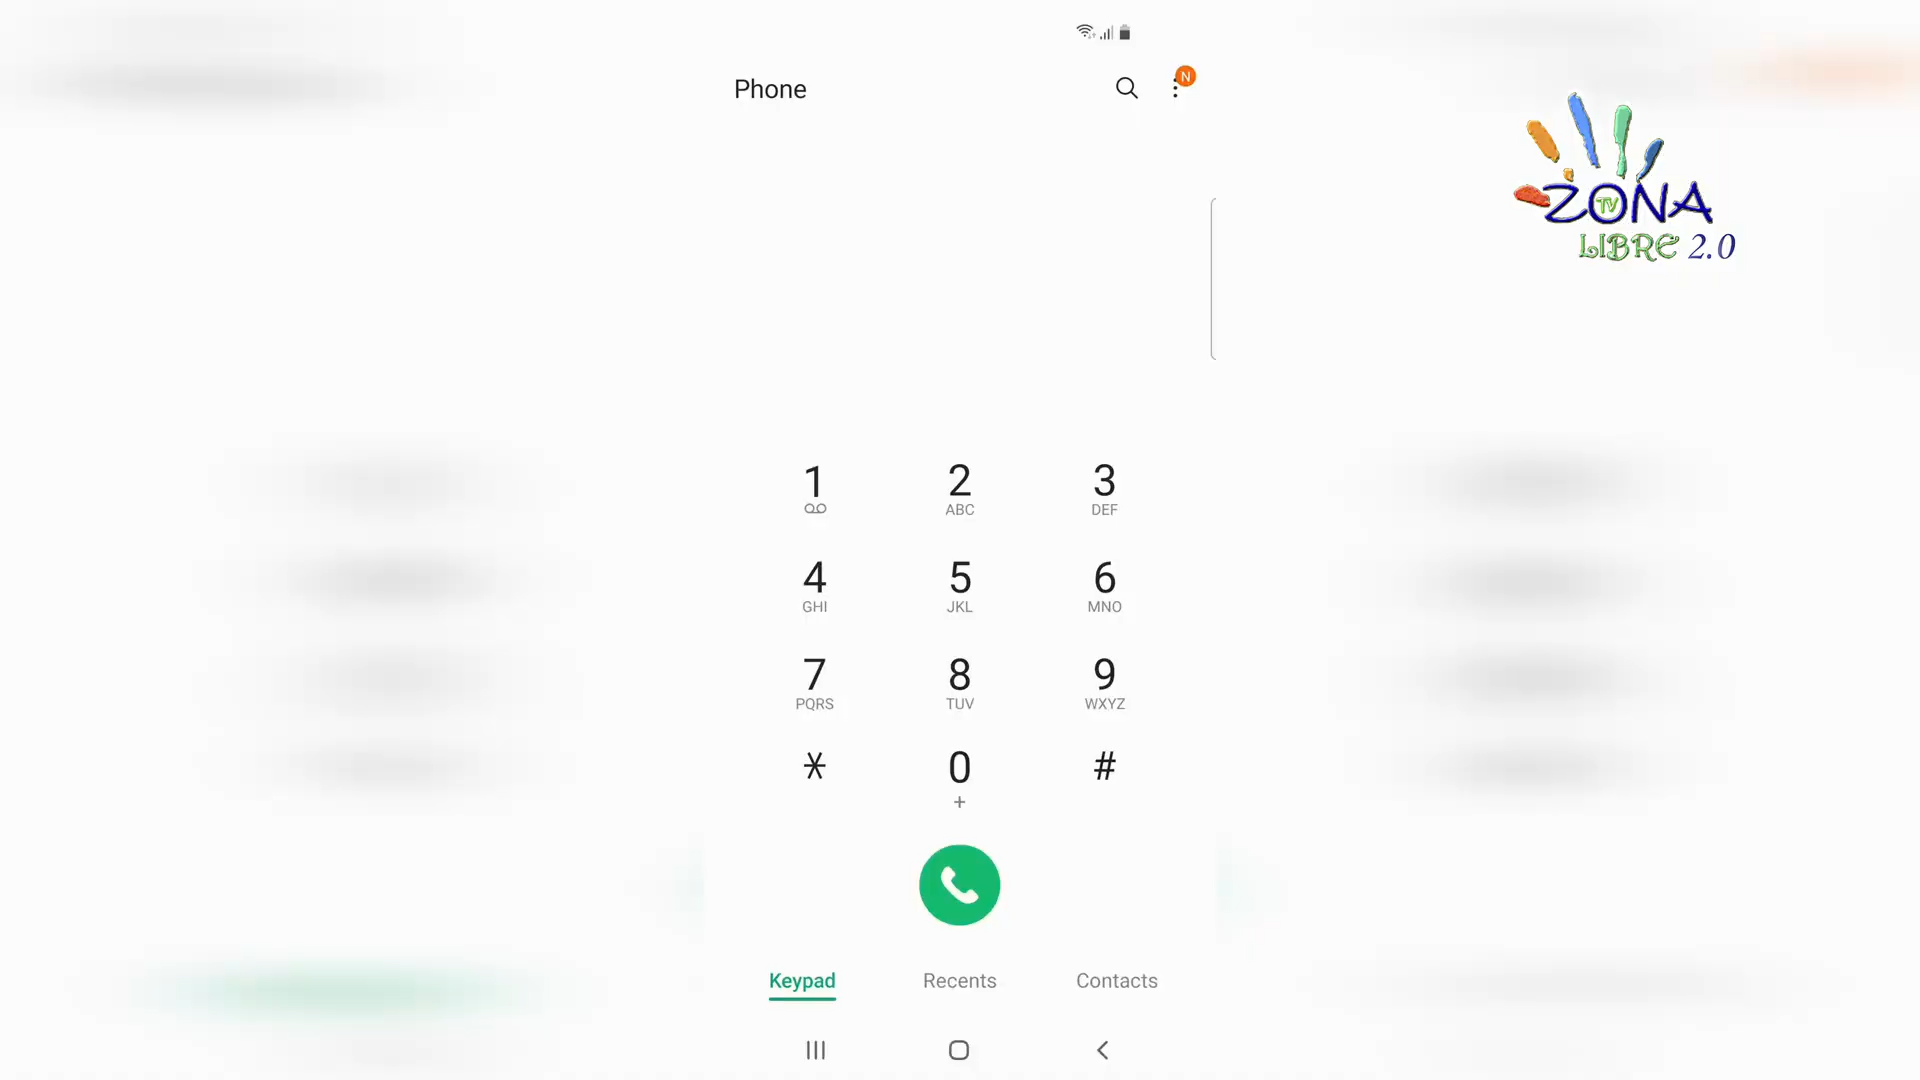 Phone
N
ZONA
TV
LIBRE 2.0
1 2 3
ABC DEF
4 5 6
GHI JKL MNO
7 8 9
PQRS TUV WXYZ
* 0 #
+
Keypad Recents Contacts